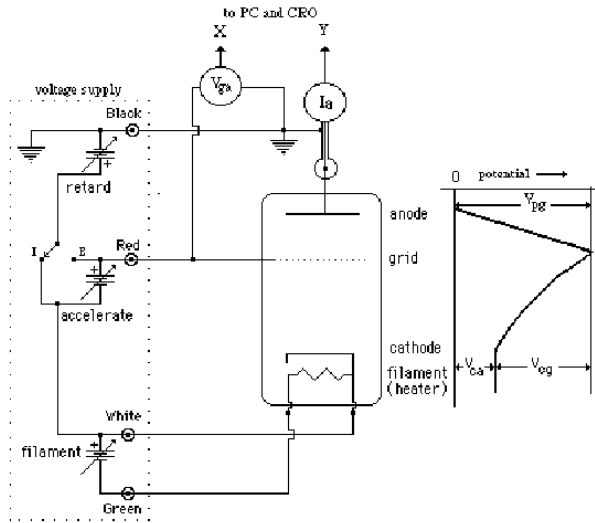 to PC and CRO
X
Y
voltage supply
Vga
Ia
Black
retard
I
E
Red
accelerate
White
filament
Green
anode
grid
cathode
filament
(heater)
0 potential
Vpg
Vca
Vcg